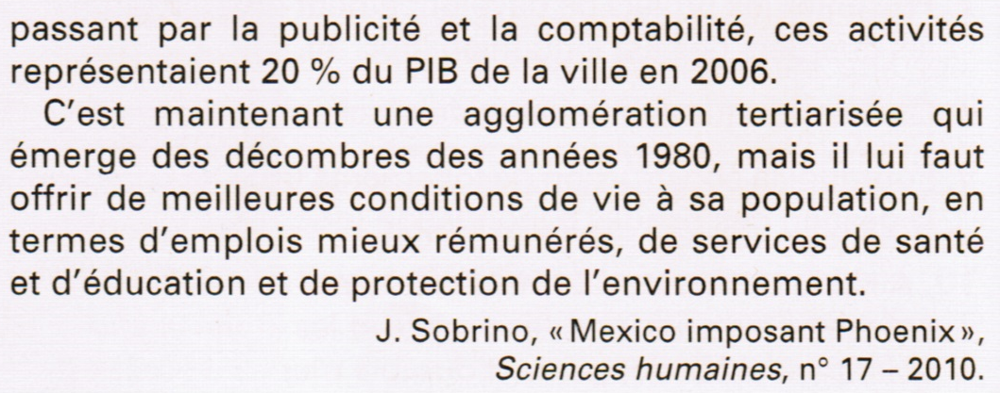 passant par la publicité et la comptabilité, ces activités
représentaient 20 % du PIB de la ville en 2006.
C’est maintenant une agglomération tertiarisée qui
émerge des décombres des années 1980, mais il lui faut
offrir de meilleures conditions de vie à sa population, en
termes d’emplois mieux rémunérés, de services de santé
et d’éducation et de protection de l’environnement.
J. Sobrino, « Mexico imposant Phoenix »,
Sciences humaines, n° 17 – 2010.